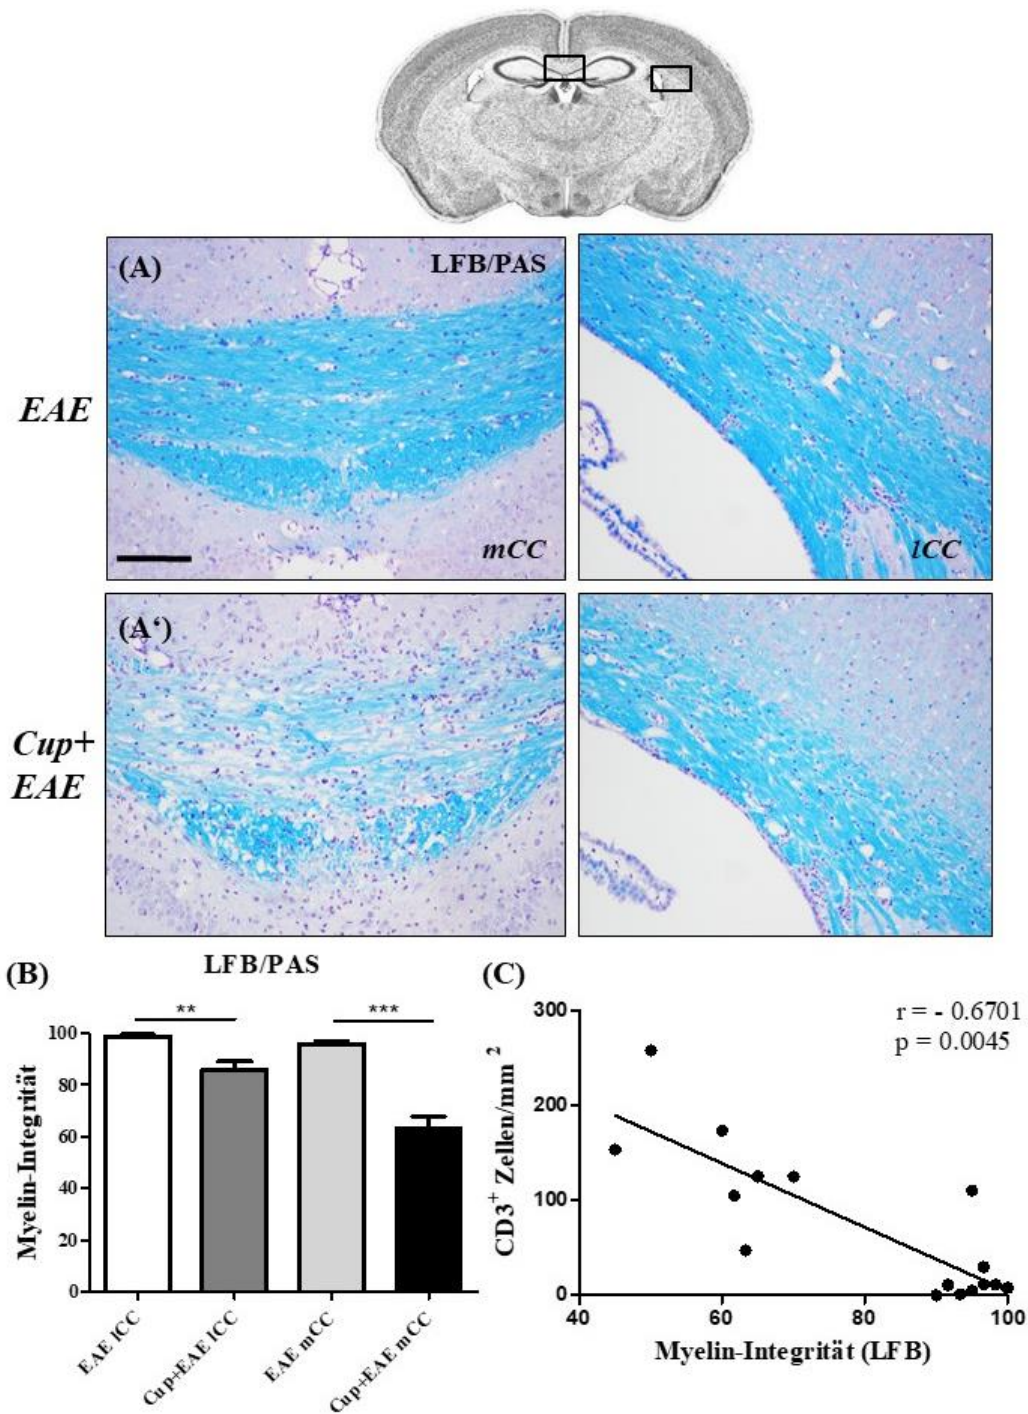 (A)
LFB/PAS
EAE
mCC
lCC
(A‘)
Cup+
EAE
(B)
LFB/PAS
**
***
Myelin-Integrität
100
80
60
40
20
0
EAE lCC
Cup+EAE lCC
EAE mCC
Cup+EAE mCC
(C)
r = - 0.6701
p = 0.0045
CD3+ Zellen/mm2
300
200
100
0
40
60
80
100
Myelin-Integrität (LFB)